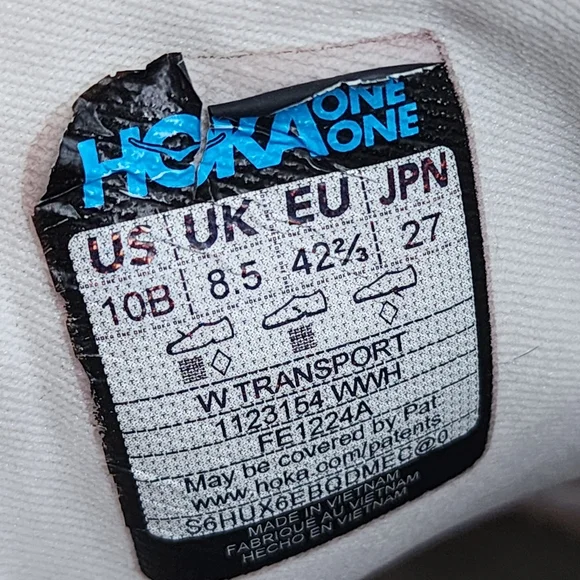 HOKA ONE ONE
US UK EU JPN
10B 8.5 42⅔ 27
W TRANSPORT
1123154 WWH
FE1224A
May be covered by Pat
www.hoka.com/patents
S6HUX6EBQDMEC@0
MADE IN VIETNAM
FABRIQUÉ AU VIETNAM
HECHO EN VIETNAM